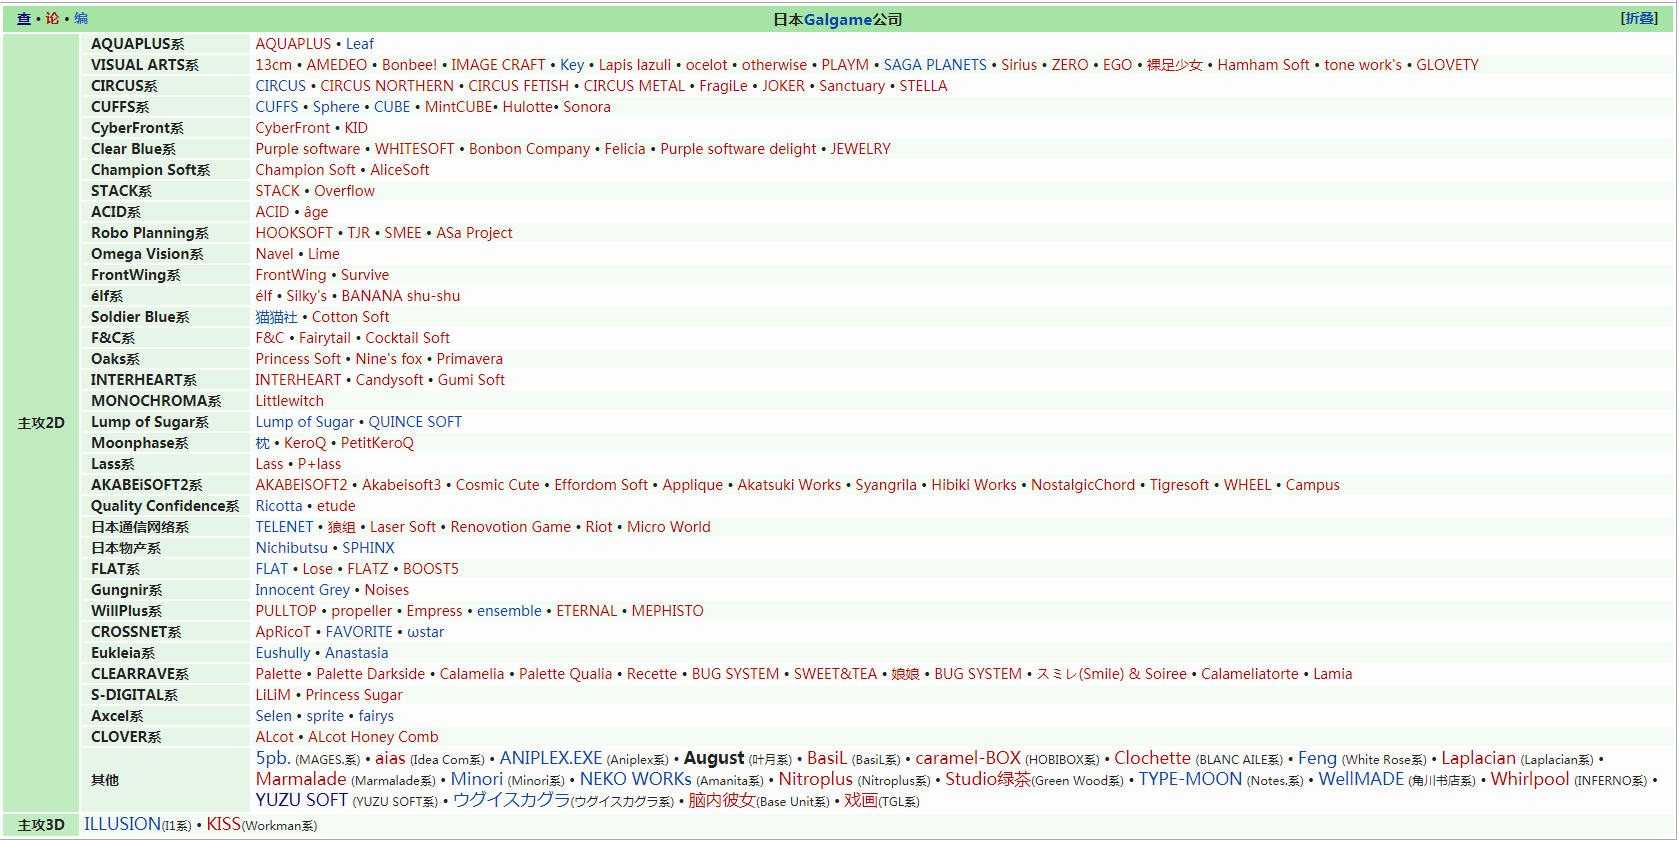 查 • 论 • 编 日本Galgame公司 [折叠]
AQUAPLUS系 AQUAPLUS • Leaf
VISUAL ARTS系 13cm • AMEDEO • Bonbee! • IMAGE CRAFT • Key • Lapis lazuli • ocelot • otherwise • PLAYM • SAGA PLANETS • Sirius • ZERO • EGO • 裸足少女 • Hamham Soft • tone work's • GLOVETY
CIRCUS系 CIRCUS • CIRCUS NORTHERN • CIRCUS FETISH • CIRCUS METAL • FragiLe • JOKER • Sanctuary • STELLA
CUFFS系 CUFFS • Sphere • CUBE • MintCUBE• Hulotte• Sonora
CyberFront系 CyberFront • KID
Clear Blue系 Purple software • WHITESOFT • Bonbon Company • Felicia • Purple software delight • JEWELRY
Champion Soft系 Champion Soft • AliceSoft
STACK系 STACK • Overflow
ACID系 ACID • âge
Robo Planning系 HOOKSOFT • TJR • SMEE • ASa Project
Omega Vision系 Navel • Lime
FrontWing系 FrontWing • Survive
élf系 élf • Silky's • BANANA shu-shu
Soldier Blue系 猫猫社 • Cotton Soft
F&C系 F&C • Fairytail • Cocktail Soft
Oaks系 Princess Soft • Nine's fox • Primavera
INTERHEART系 INTERHEART • Candysoft • Gumi Soft
MONOCHROMA系 Littlewitch
主攻2D Lump of Sugar系 Lump of Sugar • QUINCE SOFT
Moonphase系 枕 • KeroQ • PetitKeroQ
Lass系 Lass • P+lass
AKABEiSOFT2系 AKABEiSOFT2 • Akabeisoft3 • Cosmic Cute • Effordom Soft • Applique • Akatsuki Works • Syangrila • Hibiki Works • NostalgicChord • Tigresoft • WHEEL • Campus
Quality Confidence系 Ricotta • etude
日本通信网络系 TELENET • 狼组 • Laser Soft • Renovotion Game • Riot • Micro World
日本物产系 Nichibutsu • SPHINX
FLAT系 FLAT • Lose • FLATZ • BOOST5
Gungnir系 Innocent Grey • Noises
WillPlus系 PULLTOP • propeller • Empress • ensemble • ETERNAL • MEPHISTO
CROSSNET系 ApRicoT • FAVORITE • ωstar
Eukleia系 Eushully • Anastasia
CLEARRAVE系 Palette • Palette Darkside • Calamelia • Palette Qualia • Recette • BUG SYSTEM • SWEET&TEA • 娘娘 • BUG SYSTEM • スミレ(Smile) & Soiree • Calameliatorte • Lamia
S-DIGITAL系 LiLiM • Princess Sugar
Axcel系 Selen • sprite • fairys
CLOVER系 ALcot • ALcot Honey Comb
其他 5pb. (MAGES.系) • aias (Idea Com系) • ANIPLEX.EXE (Aniplex系) • August (叶月系) • BasiL (BasiL系) • caramel-BOX (HOBIBOX系) • Clochette (BLANC AILE系) • Feng (White Rose系) • Laplacian (Laplacian系) •
Marmalade (Marmalade系) • Minori (Minori系) • NEKO WORKs (Amanita系) • Nitroplus (Nitroplus系) • Studio绿茶(Green Wood系) • TYPE-MOON (Notes.系) • WellMADE (角川书店系) • Whirlpool (INFERNO系) •
YUZU SOFT (YUZU SOFT系) • ウグイスカグラ(ウグイスカグラ系) • 脑内彼女(Base Unit系) • 戏画(TGL系)
主攻3D ILLUSION(I1系) • KISS(Workman系)